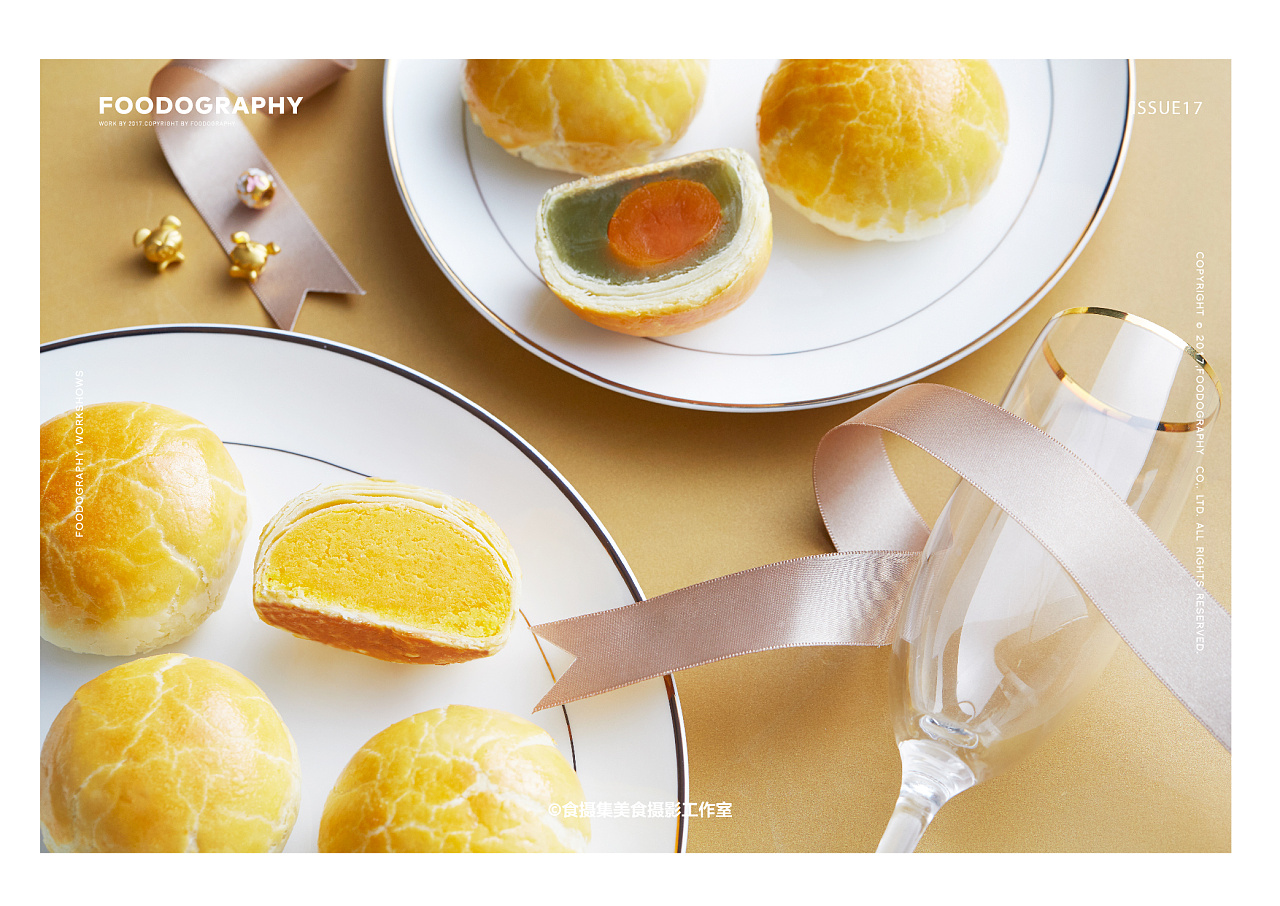 FOODOGRAPHY
WORK BY 2017.COPYRIGHT BY FOODOGRAPHY
ISSUE17
COPYRIGHT © 2017.FOODOGRAPHY CO,. LTD. ALL RIGHTS RESERVED.
FOODOGRAPHY WORKSHOWS
©食摄集美食摄影工作室